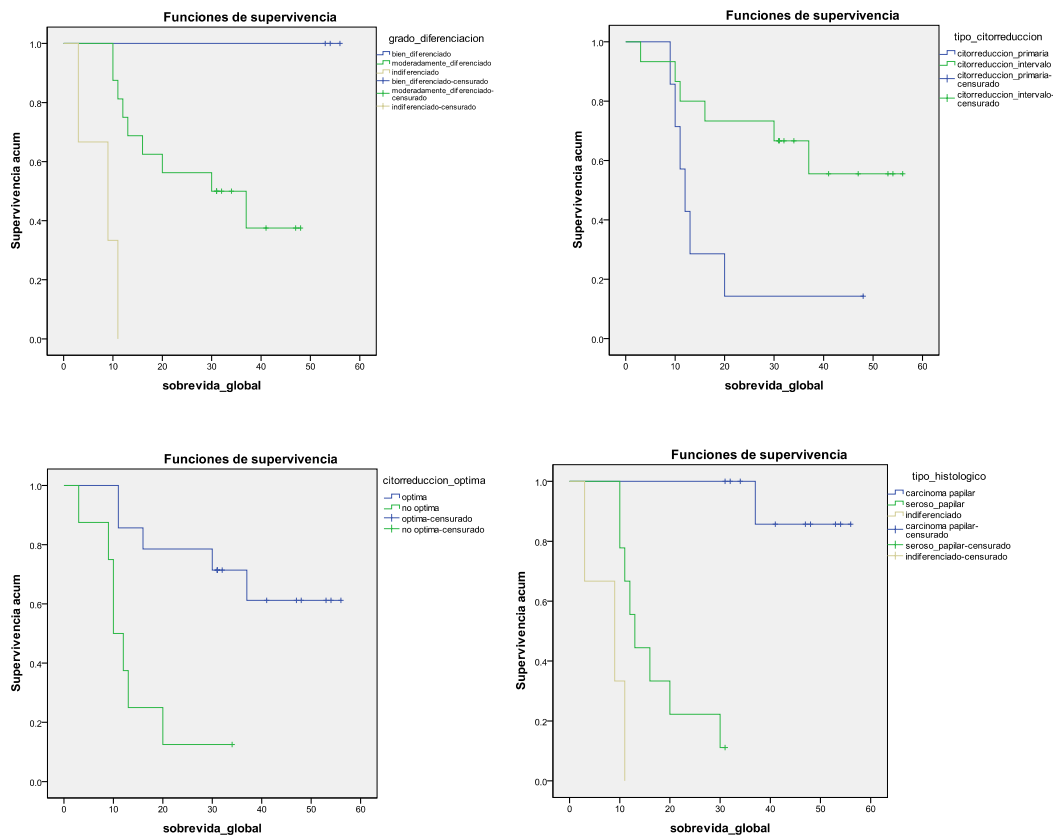 Funciones de supervivencia
grado_diferenciacion
bien_diferenciado
moderadamente_diferenciado
indiferenciado
bien_diferenciado-censurado
moderadamente_diferenciado-
censurado
indiferenciado-censurado
Supervivencia acum
1.0
0.8
0.6
0.4
0.2
0.0
0
10
20
30
40
50
60
sobrevida_global
Funciones de supervivencia
tipo_citorreduccion
citorreduccion_primaria
citorreduccion_intervalo
citorreduccion_primaria-
censurado
citorreduccion_intervalo-
censurado
Supervivencia acum
1.0
0.8
0.6
0.4
0.2
0.0
0
10
20
30
40
50
60
sobrevida_global
Funciones de supervivencia
citorreduccion_optima
optima
no optima
optima-censurado
no optima-censurado
Supervivencia acum
1.0
0.8
0.6
0.4
0.2
0.0
0
10
20
30
40
50
60
sobrevida_global
Funciones de supervivencia
tipo_histologico
carcinoma papilar
seroso_papilar
indiferenciado
carcinoma papilar-
censurado
seroso_papilar-censurado
indiferenciado-censurado
Supervivencia acum
1.0
0.8
0.6
0.4
0.2
0.0
0
10
20
30
40
50
60
sobrevida_global